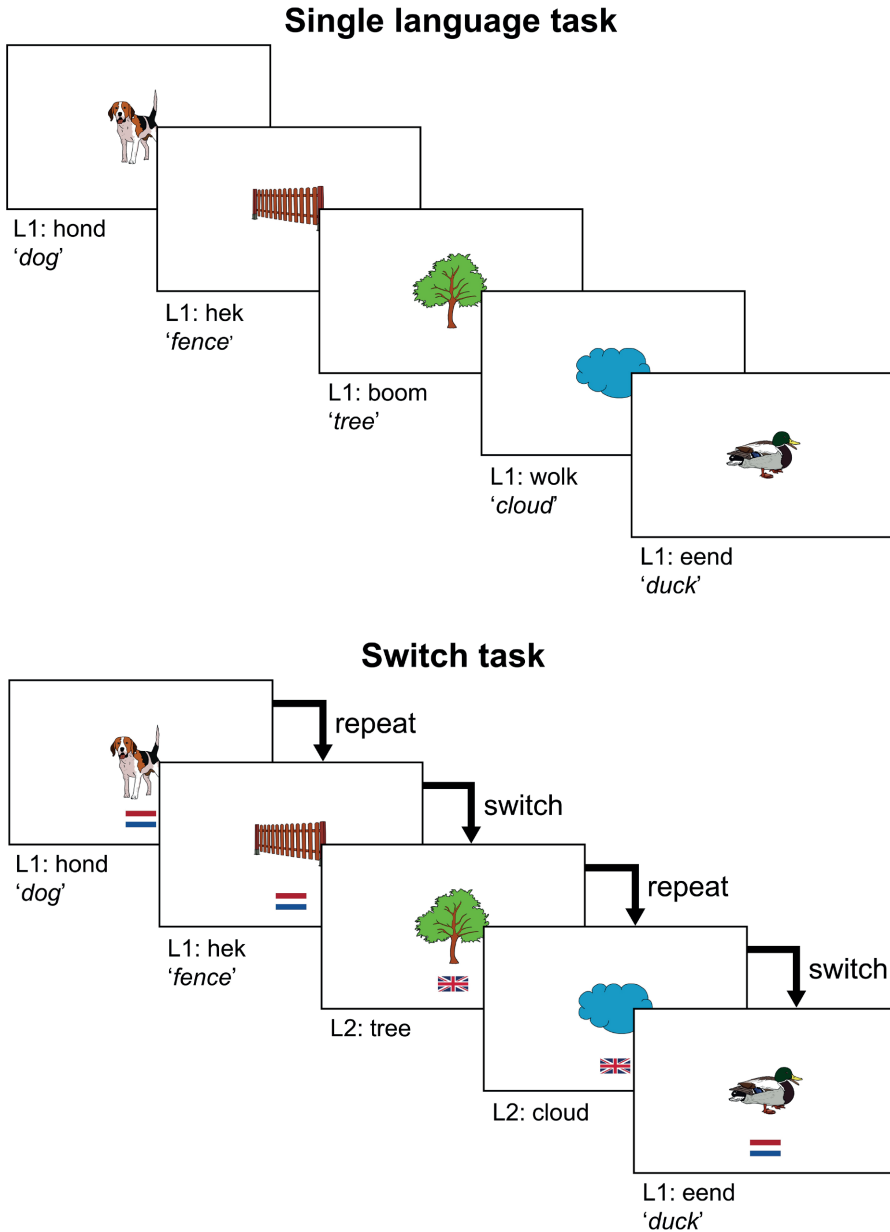 Single language task
L1: hond
‘dog’
L1: hek
‘fence’
L1: boom
‘tree’
L1: wolk
‘cloud’
L1: eend
‘duck’
Switch task
repeat
switch
L1: hond
‘dog’
repeat
L1: hek
‘fence’
switch
L2: tree
L2: cloud
L1: eend
‘duck’